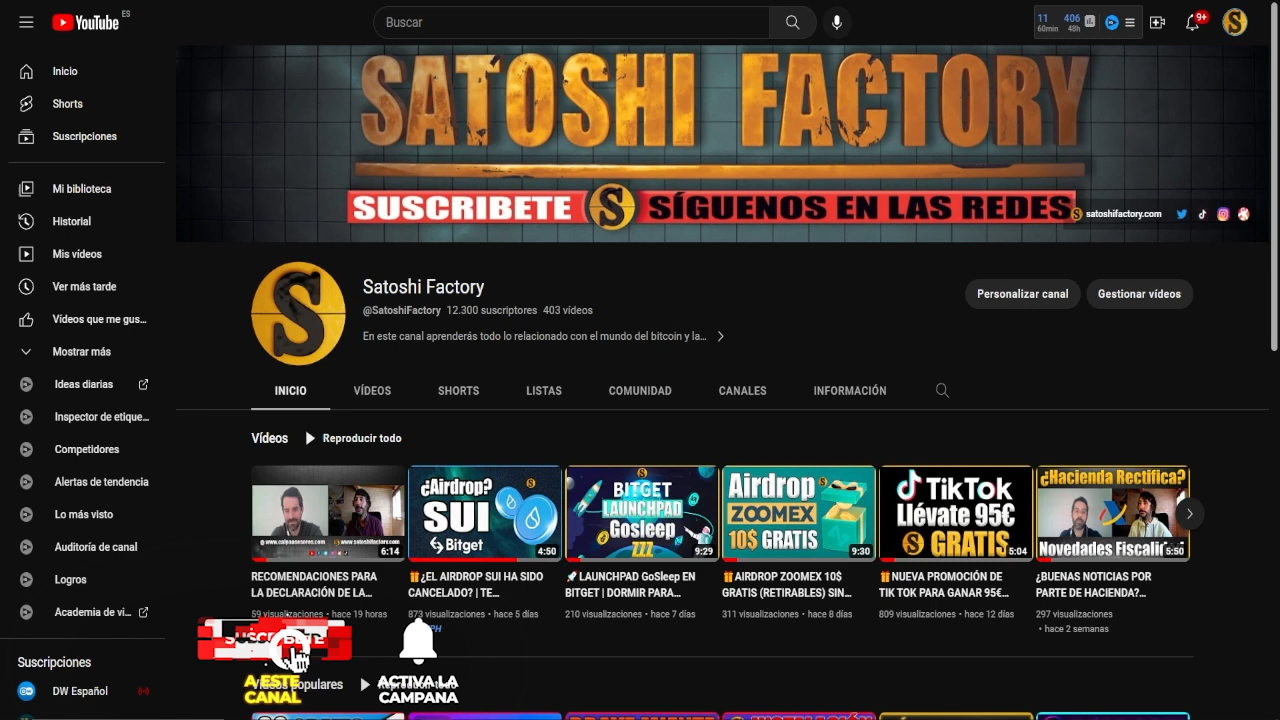 YouTube ES
Buscar
11 406
60min 48h
9+
Inicio
Shorts
Suscripciones
Mi biblioteca
Historial
Mis vídeos
Ver más tarde
Vídeos que me gus...
Mostrar más
Ideas diarias
Inspector de etique...
Competidores
Alertas de tendencia
Lo más visto
Auditoría de canal
Logros
Academia de vi...
Suscripciones
DW Español
SATOSHI FACTORY
SUSCRIBETE S SÍGUENOS EN LAS REDES
satoshifactory.com
Satoshi Factory
@SatoshiFactory 12.300 suscriptores 403 vídeos
En este canal aprenderás todo lo relacionado con el mundo del bitcoin y la...
Personalizar canal
Gestionar vídeos
INICIO VÍDEOS SHORTS LISTAS COMUNIDAD CANALES INFORMACIÓN
Vídeos Reproducir todo
www.satoshifactory.com
6:14
RECOMENDACIONES PARA
LA DECLARACIÓN DE LA...
59 visualizaciones • hace 19 horas
¿Airdrop?
SUI
Bitget
4:50
¿EL AIRDROP SUI HA SIDO
CANCELADO? | TE...
873 visualizaciones • hace 5 días
BITGET
LAUNCHPAD
Gosleep
ZZZ
9:29
LAUNCHPAD GoSleep EN
BITGET | DORMIR PARA...
210 visualizaciones • hace 7 días
Airdrop
ZOOMEX
10$ GRATIS
9:30
AIRDROP ZOOMEX 10$
GRATIS (RETIRABLES) SIN...
311 visualizaciones • hace 8 días
TikTok
Llévate 95€
GRATIS
5:04
NUEVA PROMOCIÓN DE
TIK TOK PARA GANAR 95€...
809 visualizaciones • hace 12 días
¿Hacienda Rectifica?
5:50
¿BUENAS NOTICIAS POR
PARTE DE HACIENDA?...
297 visualizaciones
• hace 2 semanas
SUSCRIBETE
A ESTE
CANAL
ACTIVA LA
CAMPANA
Vídeos populares Reproducir todo